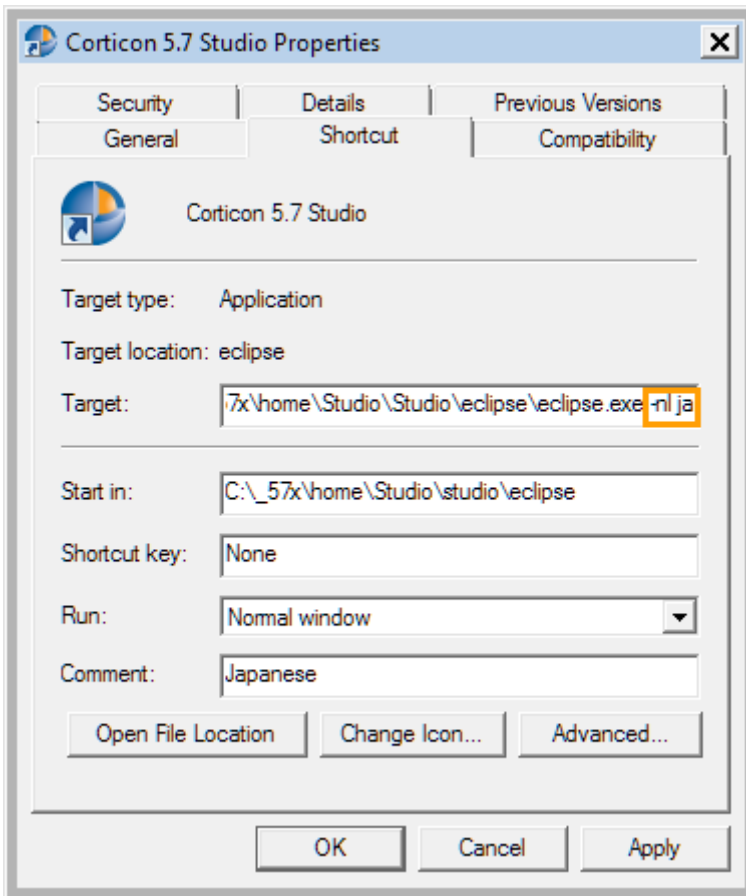 Corticon 5.7 Studio Properties
Security Details Previous Versions
General Shortcut Compatibility
Corticon 5.7 Studio
Target type: Application
Target location: eclipse
Target: 7x\home\Studio\Studio\eclipse\eclipse.exe -nl ja
Start in: C:\_57x\home\Studio\studio\eclipse
Shortcut key: None
Run: Normal window
Comment: Japanese
Open File Location Change Icon... Advanced...
OK Cancel Apply